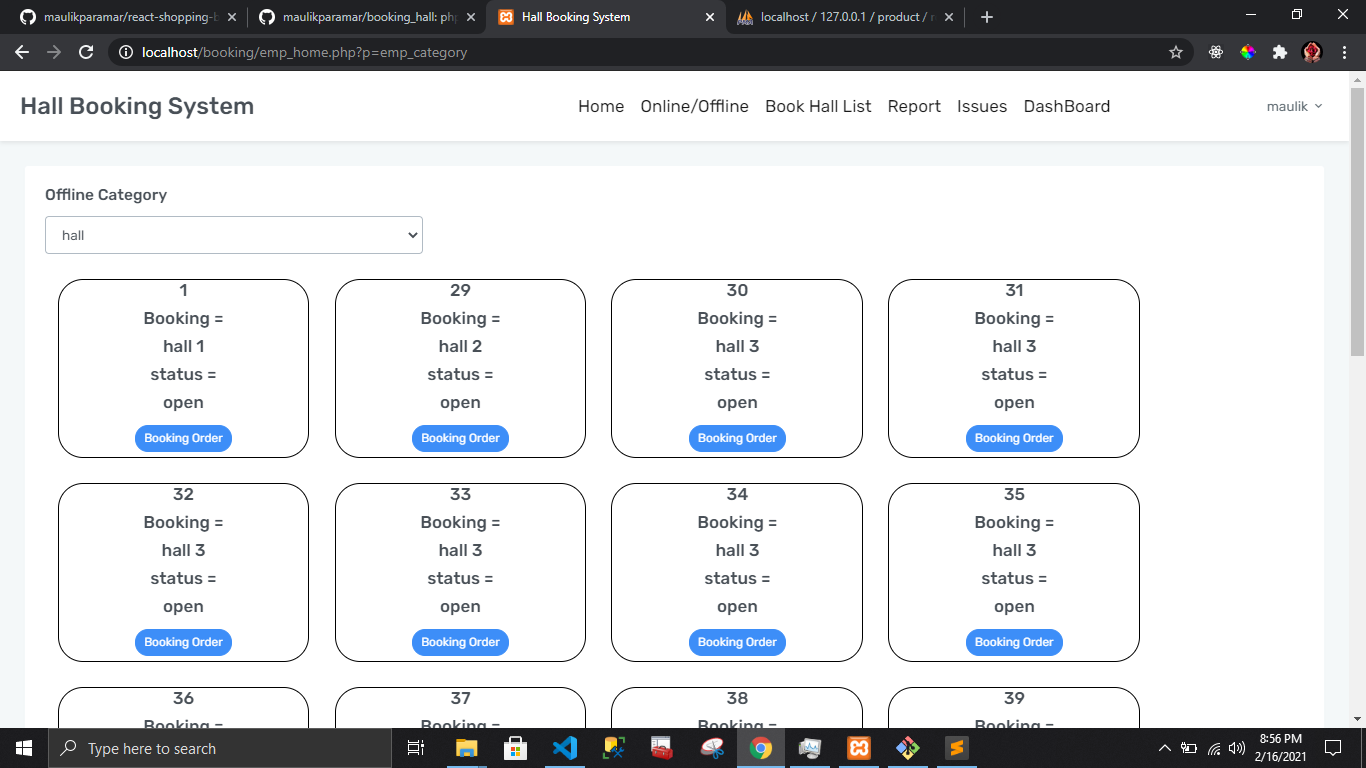 maulikparamar/react-shopping-b
maulikparamar/booking_hall: php
Hall Booking System
localhost / 127.0.0.1 / product / r
localhost/booking/emp_home.php?p=emp_category
Hall Booking System
Home Online/Offline Book Hall List Report Issues DashBoard
maulik
Offline Category
hall
1
Booking =
hall 1
status =
open
Booking Order
29
Booking =
hall 2
status =
open
Booking Order
30
Booking =
hall 3
status =
open
Booking Order
31
Booking =
hall 3
status =
open
Booking Order
32
Booking =
hall 3
status =
open
Booking Order
33
Booking =
hall 3
status =
open
Booking Order
34
Booking =
hall 3
status =
open
Booking Order
35
Booking =
hall 3
status =
open
Booking Order
36
Booking =
37
Booking =
38
Booking =
39
Booking =
Type here to search
8:56 PM
2/16/2021